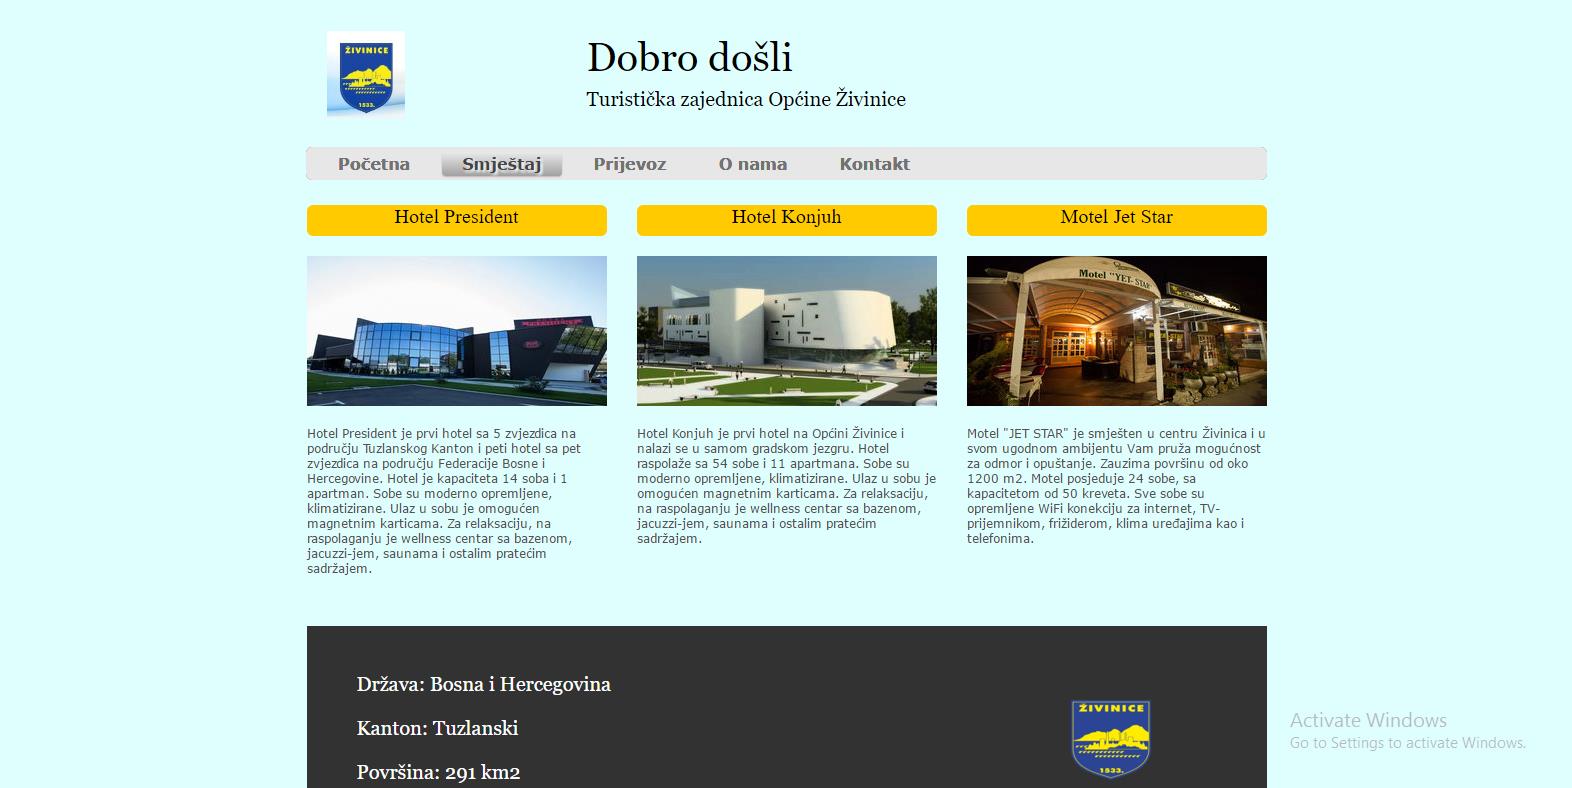 ŽIVINICE
1533.
Dobro došli
Turistička zajednica Općine Živinice
Početna
Smještaj
Prijevoz
O nama
Kontakt
Hotel President
Hotel Konjuh
Motel Jet Star
Motel "YET-STAR"
Hotel President je prvi hotel sa 5 zvjezdica na
području Tuzlanskog Kanton i peti hotel sa pet
zvjezdica na području Federacije Bosne i
Hercegovine. Hotel je kapaciteta 14 soba i 1
apartman. Sobe su moderno opremljene,
klimatizirane. Ulaz u sobu je omogućen
magnetnim karticama. Za relaksaciju, na
raspolaganju je wellness centar sa bazenom,
jacuzzi-jem, saunama i ostalim pratećim
sadržajem.
Hotel Konjuh je prvi hotel na Općini Živinice i
nalazi se u samom gradskom jezgru. Hotel
raspolaže sa 54 sobe i 11 apartmana. Sobe su
moderno opremljene, klimatizirane. Ulaz u sobu je
omogućen magnetnim karticama. Za relaksaciju,
na raspolaganju je wellness centar sa bazenom,
jacuzzi-jem, saunama i ostalim pratećim
sadržajem.
Motel "JET STAR" je smješten u centru Živinica i u
svom ugodnom ambijentu Vam pruža mogućnost
za odmor i opuštanje. Zauzima površinu od oko
1200 m2. Motel posjeduje 24 sobe, sa
kapacitetom od 50 kreveta. Sve sobe su
opremljene WiFi konekciju za internet, TV-
prijemnikom, frižiderom, klima uređajima kao i
telefonima.
Država: Bosna i Hercegovina
Kanton: Tuzlanski
Površina: 291 km2
ŽIVINICE
1533.
Activate Windows
Go to Settings to activate Windows.